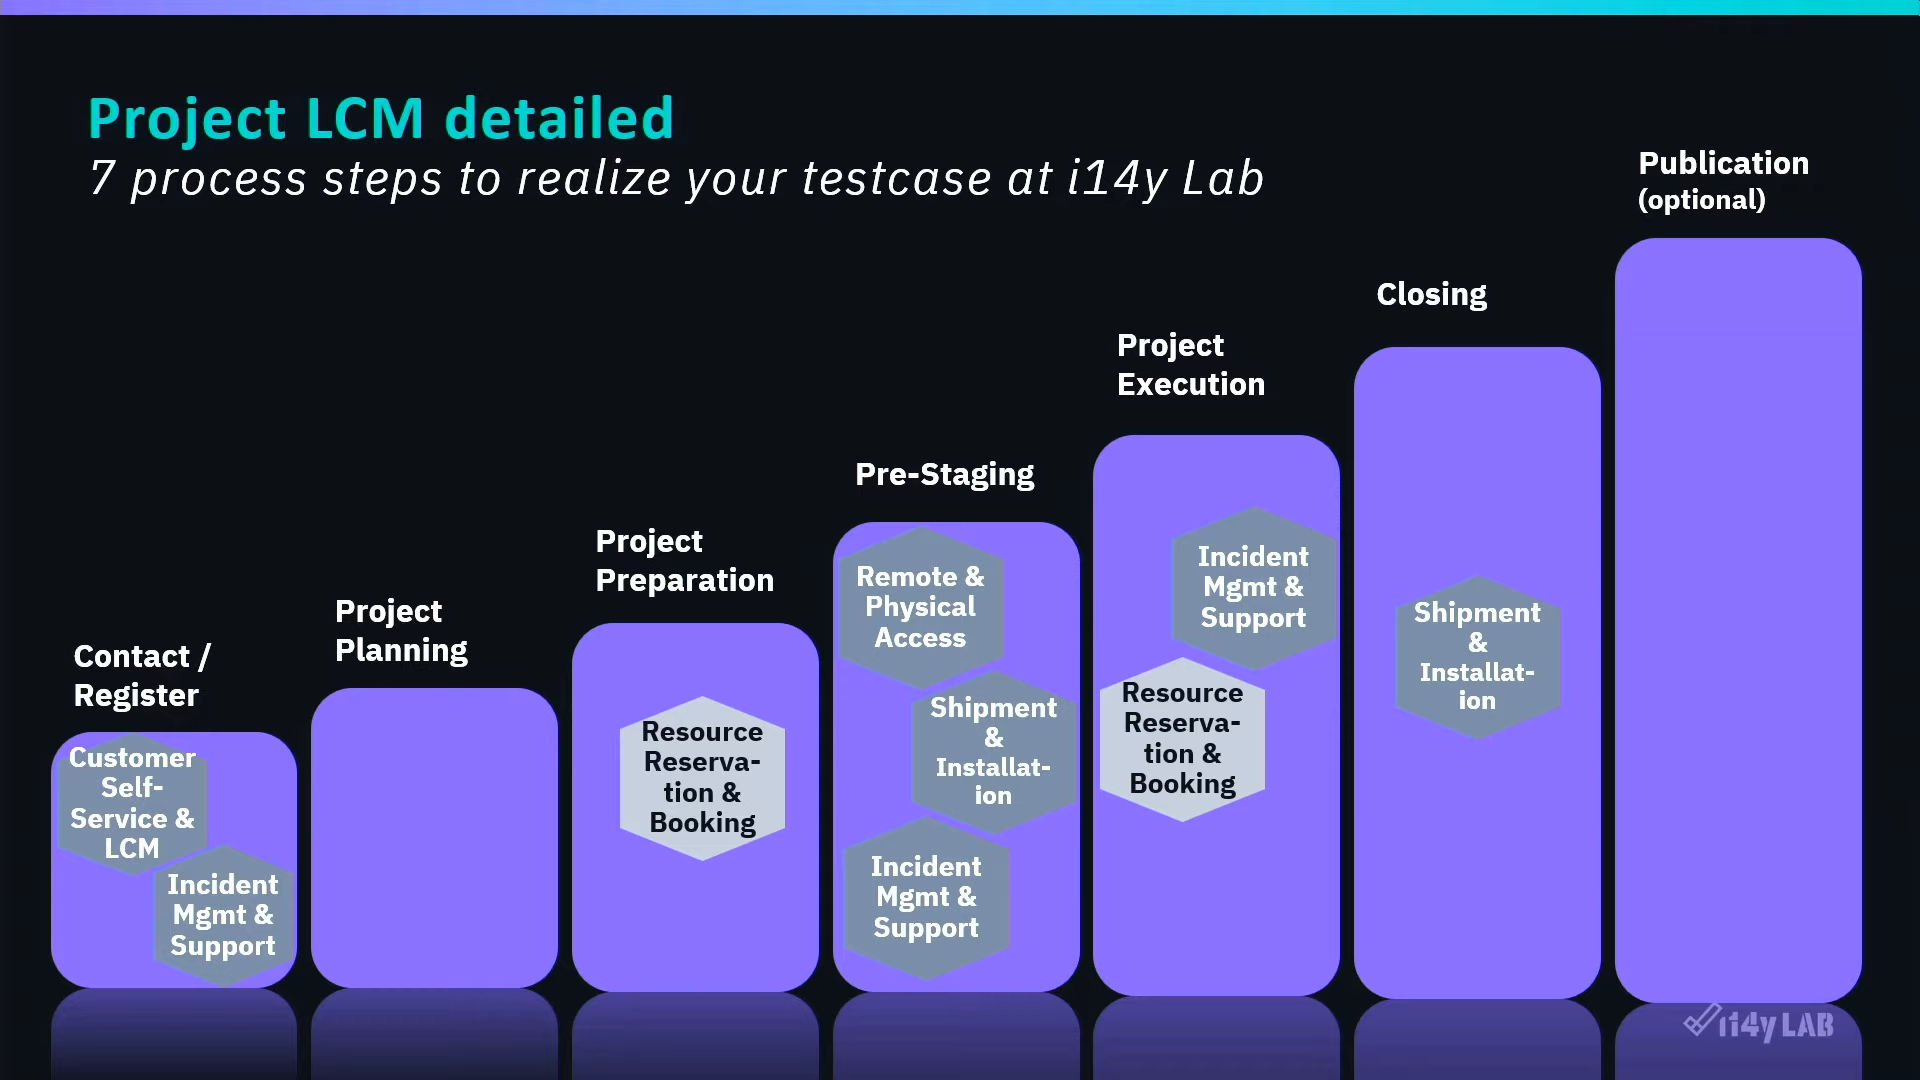 Project LCM detailed
7 process steps to realize your testcase at i14y Lab
Contact /
Register
Customer
Self-
Service &
LCM
Incident
Mgmt &
Support
Project
Planning
Project
Preparation
Resource
Reserva-
tion &
Booking
Pre-Staging
Remote &
Physical
Access
Shipment
&
Installat-
ion
Incident
Mgmt &
Support
Project
Execution
Incident
Mgmt &
Support
Resource
Reserva-
tion &
Booking
Closing
Shipment
&
Installat-
ion
Publication
(optional)
i14y LAB